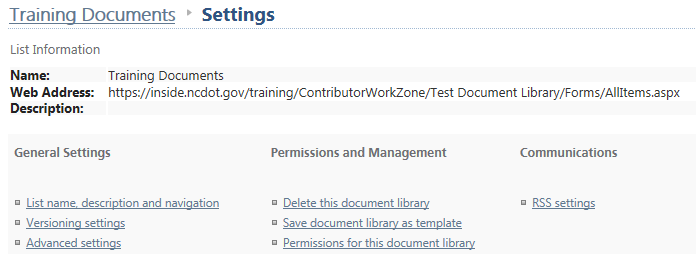 Training Documents ▸ Settings
List Information
Name: Training Documents
Web Address: https://inside.ncdot.gov/training/ContributorWorkZone/Test Document Library/Forms/AllItems.aspx
Description:
General Settings Permissions and Management Communications
List name, description and navigation Delete this document library RSS settings
Versioning settings Save document library as template
Advanced settings Permissions for this document library